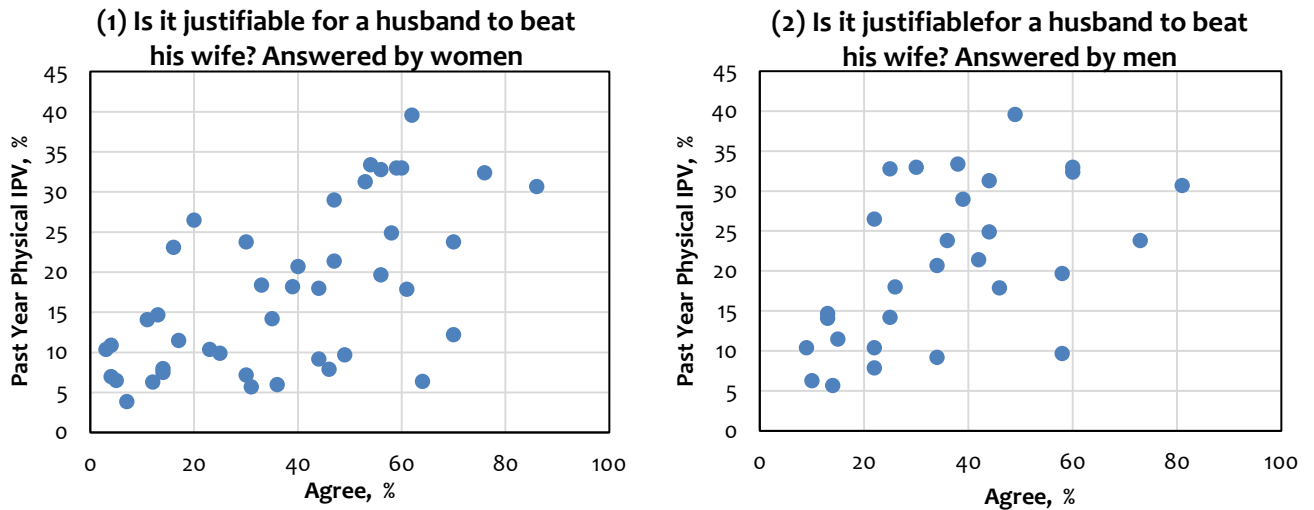 (1) Is it justifiable for a husband to beat
his wife? Answered by women
45
40
35
30
25
20
15
10
5
0
Past Year Physical IPV, %
0 20 40 60 80 100
Agree, %
(2) Is it justifiablefor a husband to beat
his wife? Answered by men
45
40
35
30
25
20
15
10
5
0
Past Year Physical IPV, %
0 20 40 60 80 100
Agree, %